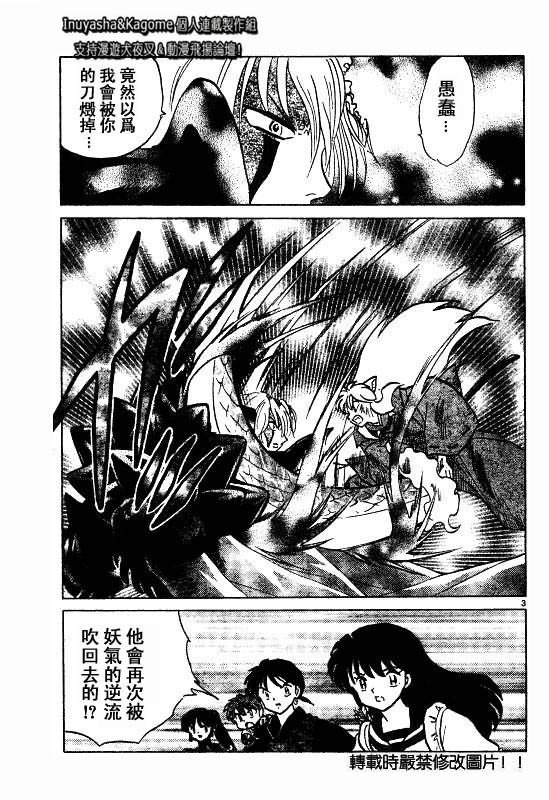 Inuyasha&Kagome 個人連載製作組
支持漫遊犬夜叉 & 動漫飛揚論壇!
愚蠢…
竟然以爲
我會被你
的刀燬掉…
3
他會再次被
妖氣的逆流
吹回去的!?
轉載時嚴禁修改圖片!!